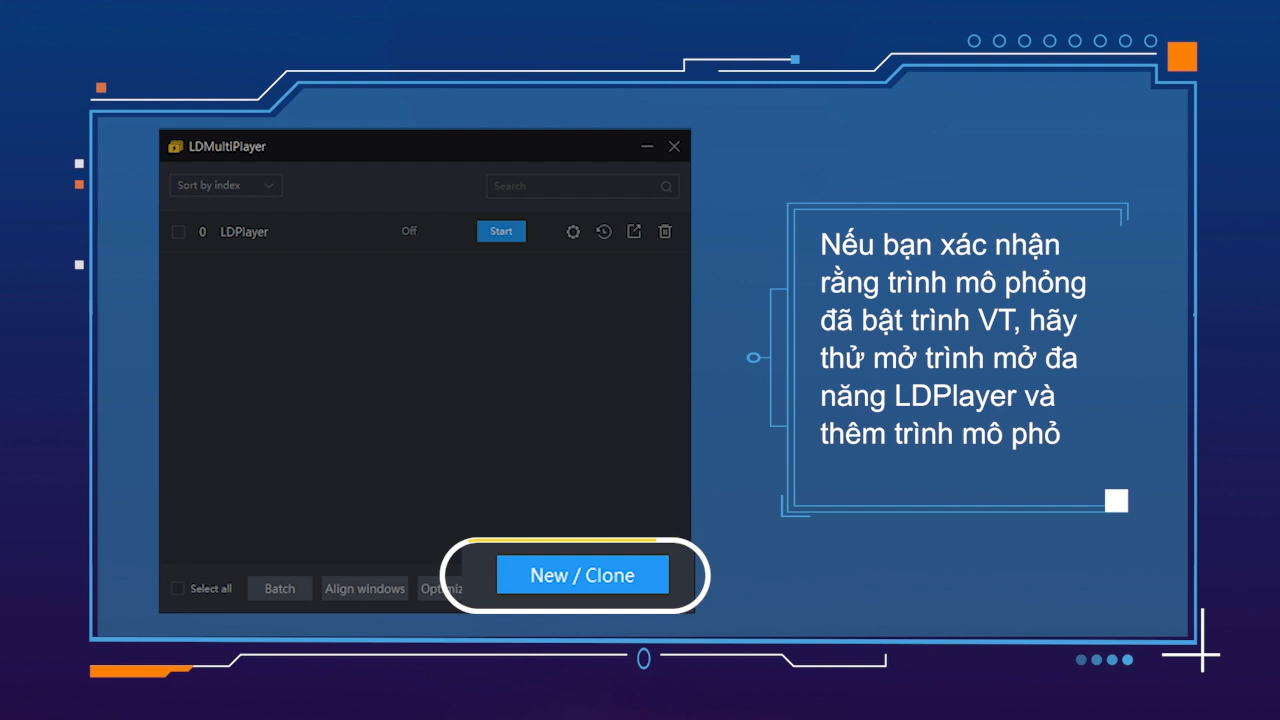 LDMultiPlayer
Sort by index
Search
0 LDPlayer Off Start
Select all Batch Align windows Optimiz
New / Clone
Nếu bạn xác nhận
rằng trình mô phỏng
đã bật trình VT, hãy
thử mở trình mở đa
năng LDPlayer và
thêm trình mô phỏ